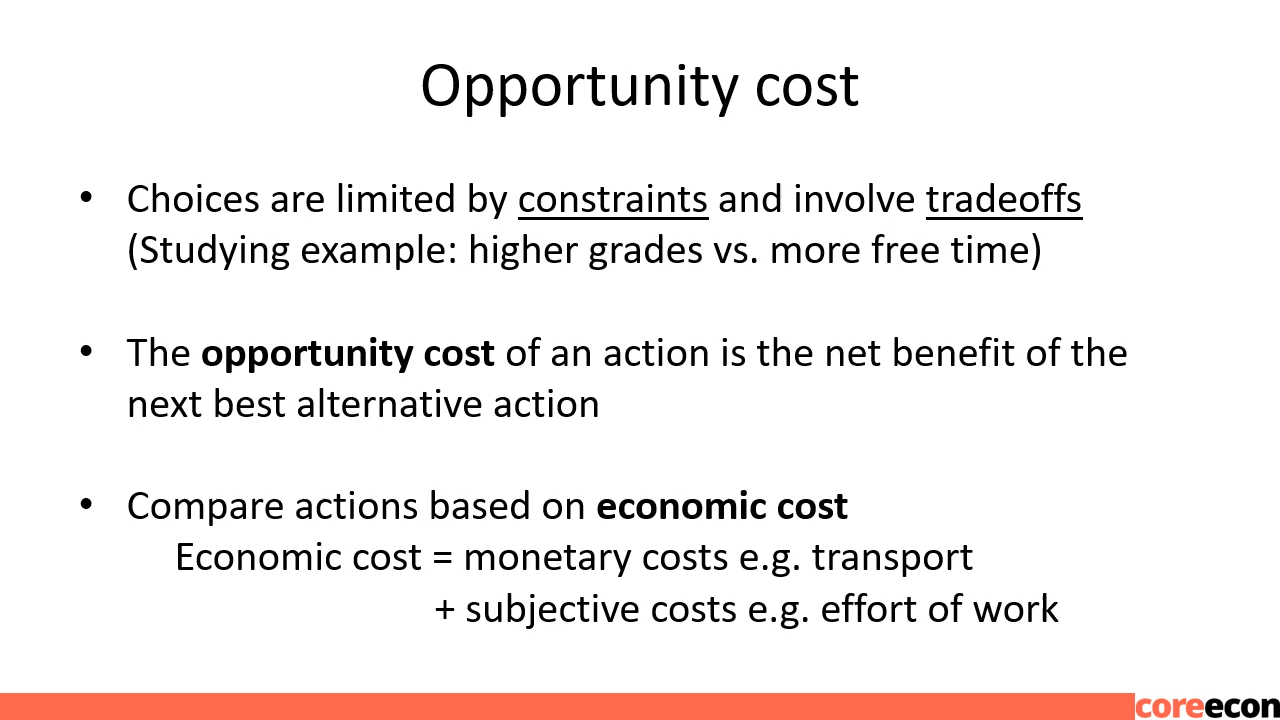 Opportunity cost
• Choices are limited by constraints and involve tradeoffs
(Studying example: higher grades vs. more free time)
• The opportunity cost of an action is the net benefit of the
next best alternative action
• Compare actions based on economic cost
Economic cost = monetary costs e.g. transport
+ subjective costs e.g. effort of work
coreecon